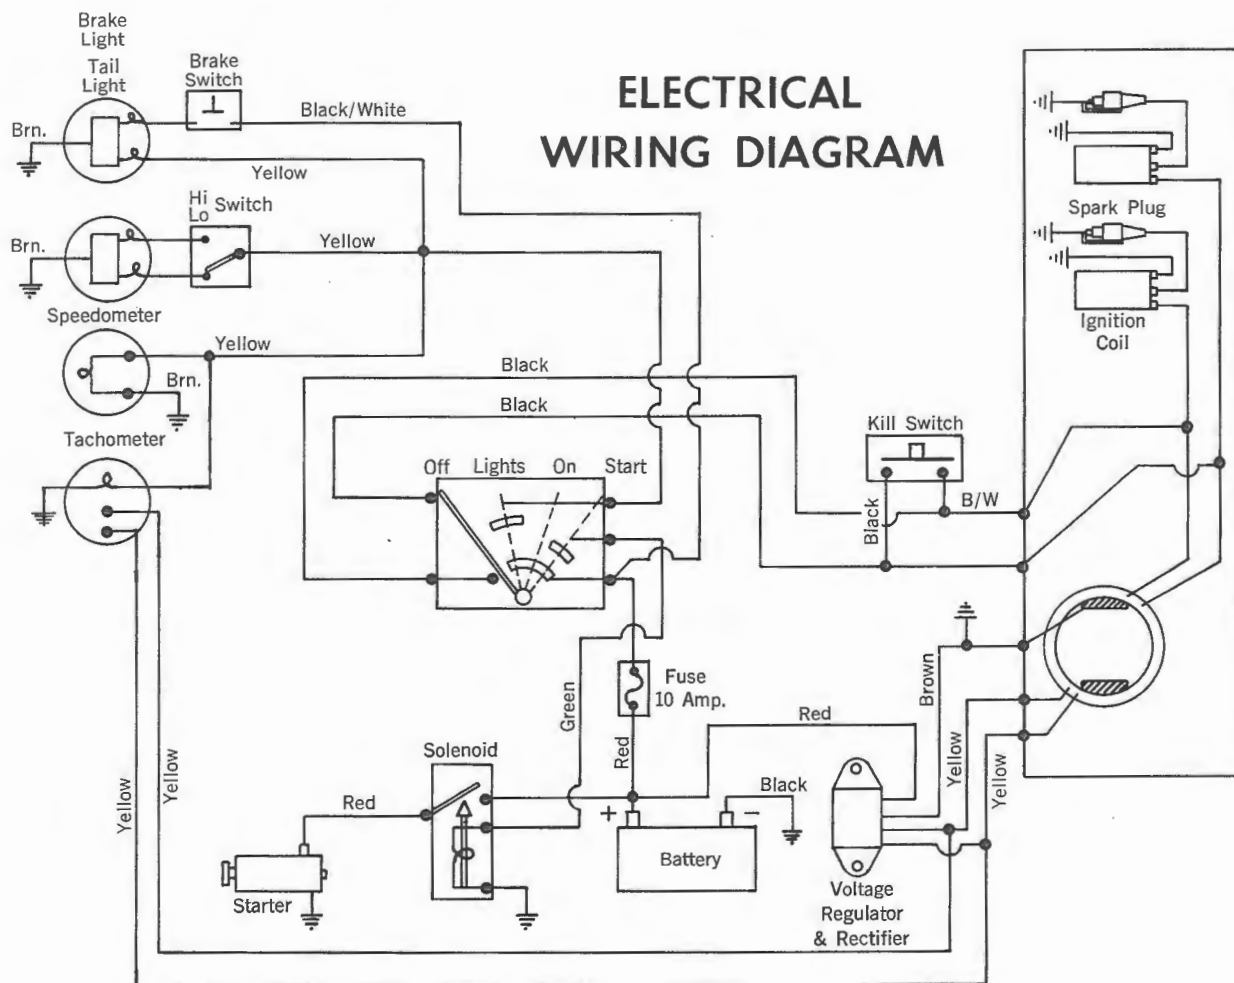 ELECTRICAL
WIRING DIAGRAM
Brake
Light
Tail
Light
Brake
Switch
Black/White
Brn.
Yellow
Hi
Lo
Switch
Brn.
Yellow
Speedometer
Yellow
Brn.
Tachometer
Black
Black
Off
Lights
On
Start
Kill Switch
B/W
Black
Spark Plug
Ignition
Coil
Fuse
10 Amp.
Green
Red
Red
Brown
Yellow
Yellow
Solenoid
Red
Black
+
−
Battery
Starter
Voltage
Regulator
& Rectifier
Yellow
Yellow